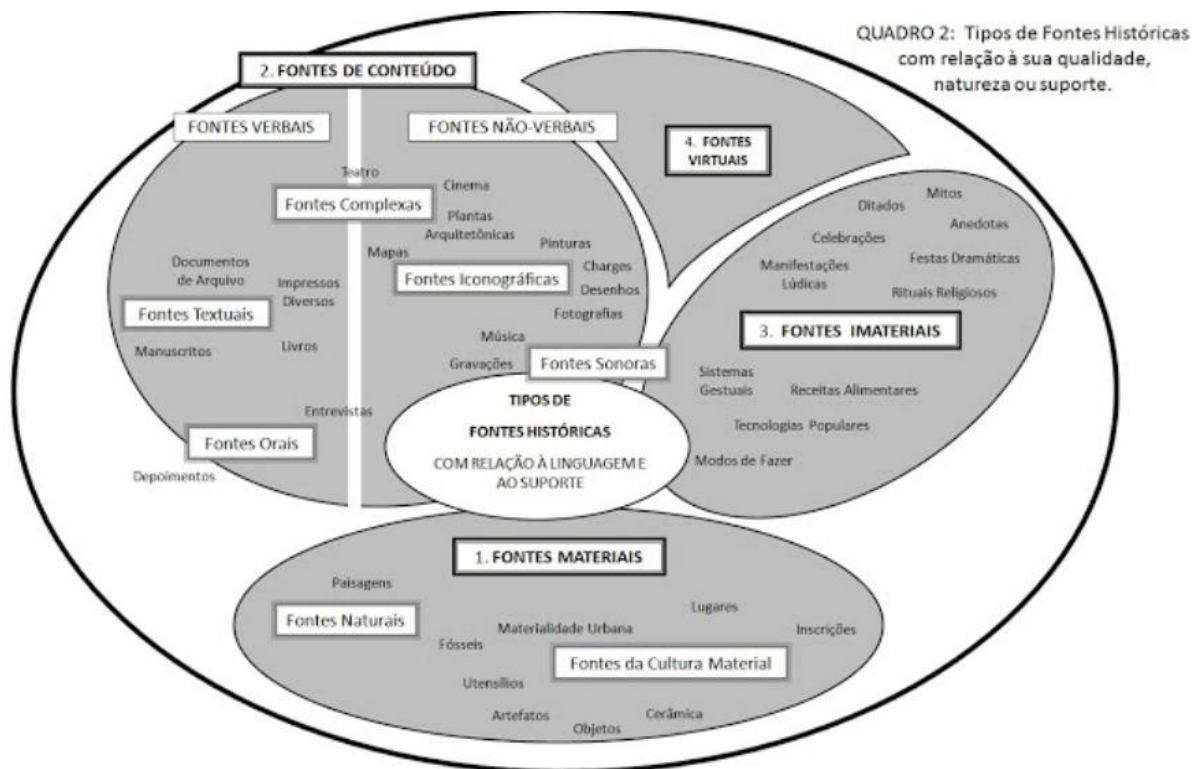 QUADRO 2: Tipos de Fontes Históricas
com relação à sua qualidade,
natureza ou suporte.
2. FONTES DE CONTEÚDO
FONTES VERBAIS
FONTES NÃO-VERBAIS
Teatro
Fontes Complexas
Cinema
Plantas
Arquitetônicas
Mapas
Pinturas
Fontes Iconográficas
Charges
Desenhos
Fotografias
Documentos
de Arquivo
Impressos
Diversos
Fontes Textuais
Manuscritos
Livros
Música
Gravações
Fontes Sonoras
Entrevistas
Fontes Orais
Depoimentos
4. FONTES
VIRTUAIS
Ditados
Mitos
Anedotas
Celebrações
Festas Dramáticas
Manifestações
Lúdicas
Rituais Religiosos
3. FONTES IMATERIAIS
Sistemas
Gestuais
Receitas Alimentares
Tecnologias Populares
Modos de Fazer
TIPOS DE
FONTES HISTÓRICAS
COM RELAÇÃO À LINGUAGEM E
AO SUPORTE
1. FONTES MATERIAIS
Paisagens
Fontes Naturais
Fósseis
Lugares
Materialidade Urbana
Inscrições
Fontes da Cultura Material
Utensílios
Artefatos
Objetos
Cerâmica